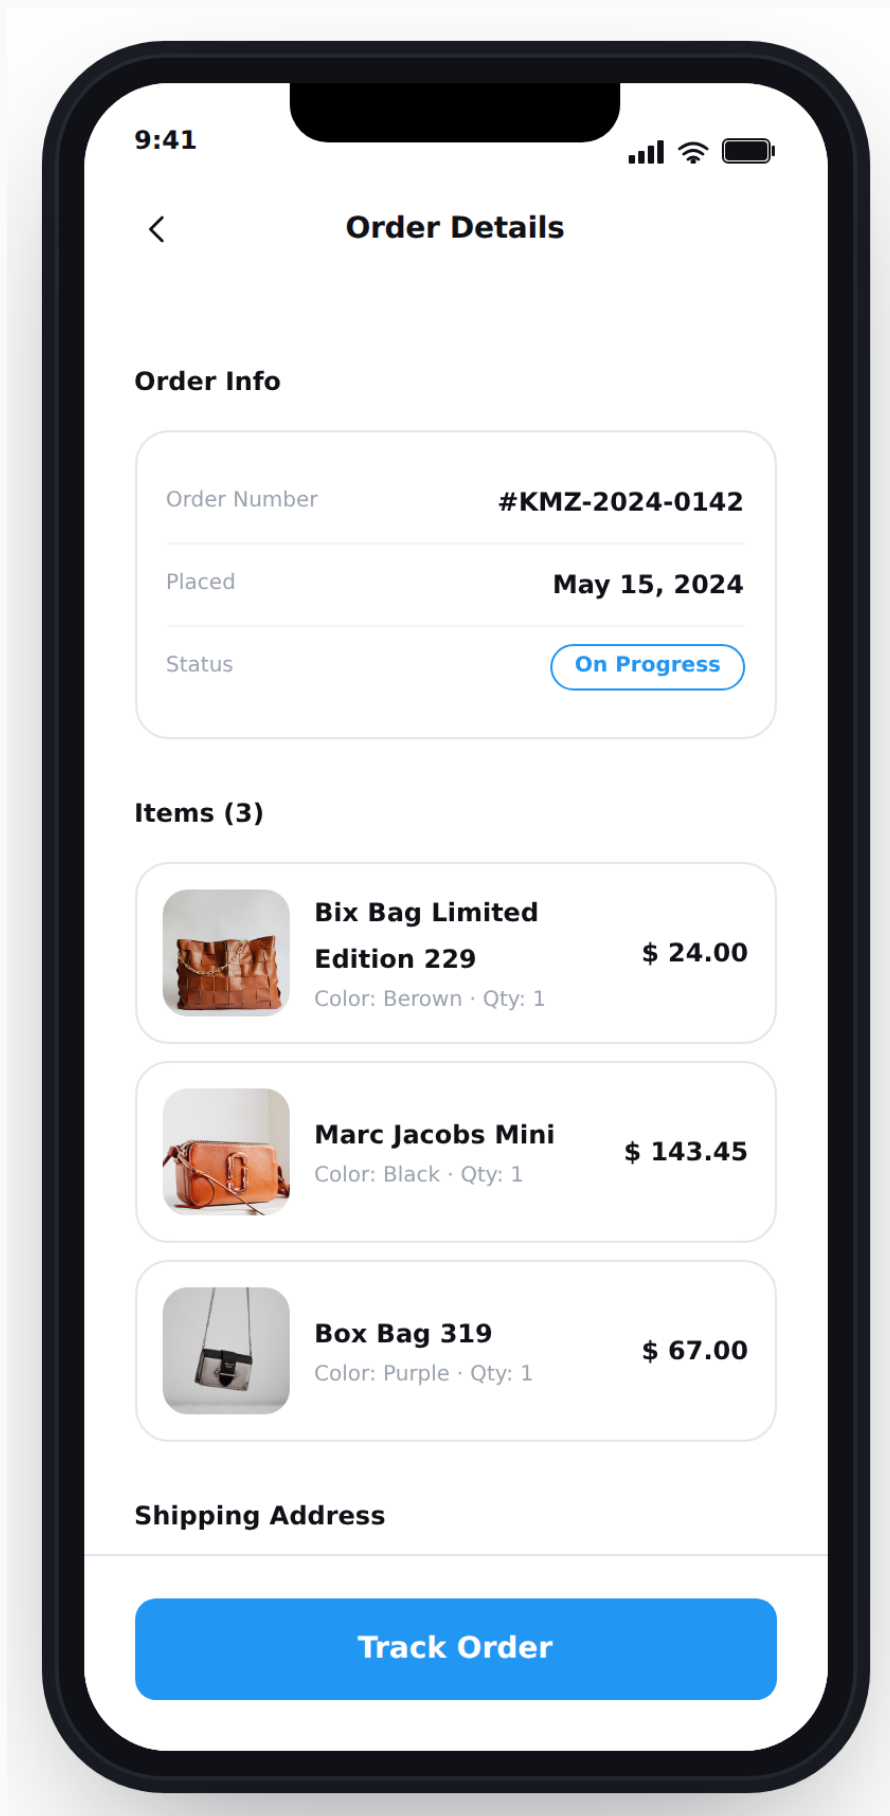 9:41
Order Details
Order Info
Order Number
#KMZ-2024-0142
Placed
May 15, 2024
Status
On Progress
Items (3)
Bix Bag Limited
Edition 229
Color: Berown · Qty: 1
$ 24.00
Marc Jacobs Mini
Color: Black · Qty: 1
$ 143.45
Box Bag 319
Color: Purple · Qty: 1
$ 67.00
Shipping Address
Track Order